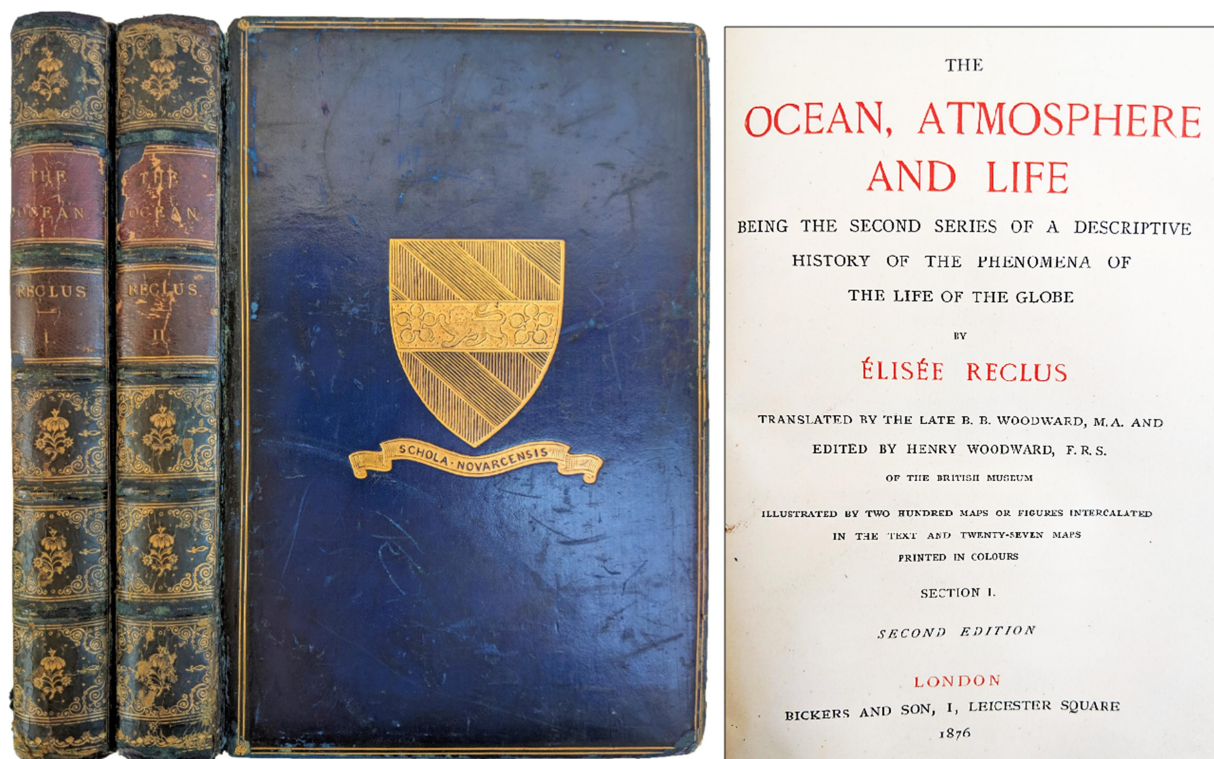 THE
OCEAN
RECLUS
I
THE
OCEAN
RECLUS
II
SCHOLA·NOVARCENSIS
THE
OCEAN, ATMOSPHERE
AND LIFE
BEING THE SECOND SERIES OF A DESCRIPTIVE
HISTORY OF THE PHENOMENA OF
THE LIFE OF THE GLOBE
BY
ÉLISÉE RECLUS
TRANSLATED BY THE LATE B. B. WOODWARD, M.A. AND
EDITED BY HENRY WOODWARD, F.R.S.
OF THE BRITISH MUSEUM
ILLUSTRATED BY TWO HUNDRED MAPS OR FIGURES INTERCALATED
IN THE TEXT AND TWENTY-SEVEN MAPS
PRINTED IN COLOURS
SECTION I.
SECOND EDITION
LONDON
BICKERS AND SON, 1, LEICESTER SQUARE
1876